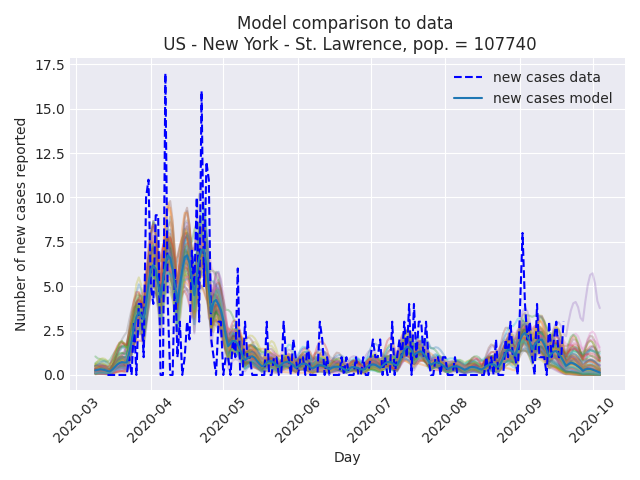 Model comparison to data
US - New York - St. Lawrence, pop. = 107740
17.5
15.0
12.5
10.0
7.5
5.0
2.5
0.0
Number of new cases reported
new cases data
new cases model
2020-03
2020-04
2020-05
2020-06
2020-07
2020-08
2020-09
2020-10
Day